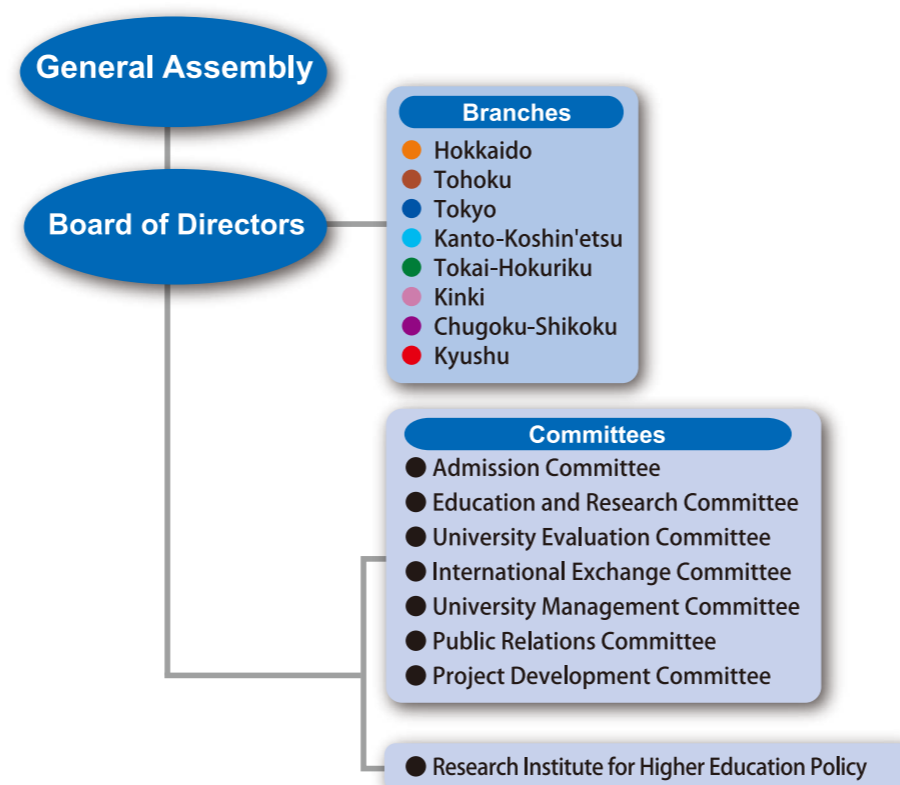 General Assembly
Board of Directors
Branches
Hokkaido
Tohoku
Tokyo
Kanto-Koshin'etsu
Tokai-Hokuriku
Kinki
Chugoku-Shikoku
Kyushu
Committees
Admission Committee
Education and Research Committee
University Evaluation Committee
International Exchange Committee
University Management Committee
Public Relations Committee
Project Development Committee
Research Institute for Higher Education Policy